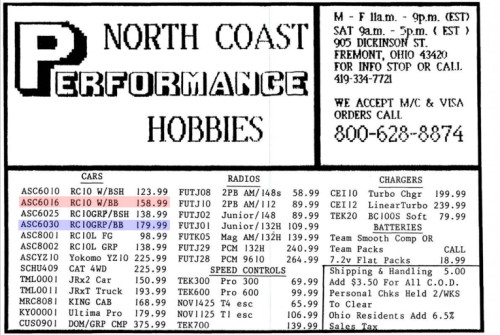 NORTH COAST
PERFORMANCE
HOBBIES
M - F 11a.m. - 9p.m. (EST)
SAT 9a.m. - 5p.m. ( EST )
905 DICKINSON ST.
FREMONT, OHIO 43420
FOR INFO STOP OR CALL
419-334-7721
WE ACCEPT M/C & VISA
ORDERS CALL
800-628-8874
CARS
ASC6010 RC10 W/BSH 123.99
ASC6016 RC10 W/BB 158.99
ASC6025 RC10GRP/BSH 138.99
ASC6030 RC10GRP/BB 179.99
ASC8001 RC10L FG 98.99
ASC8002 RC10L GRP 138.99
ASCYZ10 Yokomo YZ10 225.99
SCHU409 CAT 4WD 225.99
TML0001 JRx2 Car 150.99
TML0011 JRxT Truck 193.99
MRC8081 KING CAB 168.99
KY00001 Ultima Pro 179.99
CUS0901 DOM/GRP CMP 375.99
RADIOS
FUTJ08 2PB AM/148s 58.99
FUTJ10 2PB AM/112 89.99
FUTJ02 Junior/148 89.99
FUTJ01 Junior/132H 109.99
FUTK05 Mag AM/132H 139.99
FUTJ29 PCM 132H 240.99
FUTJ28 PCM 9610 264.99
SPEED CONTROLS
TEK300 Pro 300 69.99
TEK600 Pro 600 99.99
NOV1425 T4 esc 65.99
NOV1125 T1 esc 106.99
TEK700 139.99
CHARGERS
CEI10 Turbo Chgr 199.99
CEI12 LinearTurbo 239.99
TEK20 BC100S Soft 79.99
BATTERIES
Team Smooth Comp OR
Team Packs CALL
7.2v Flat Packs 18.99
Shipping & Handling 5.00
Add $3.50 For All C.O.D.
Personal Chks Held 2/WKS
To Clear
Ohio Residents Add 6.5%
Sales Tax